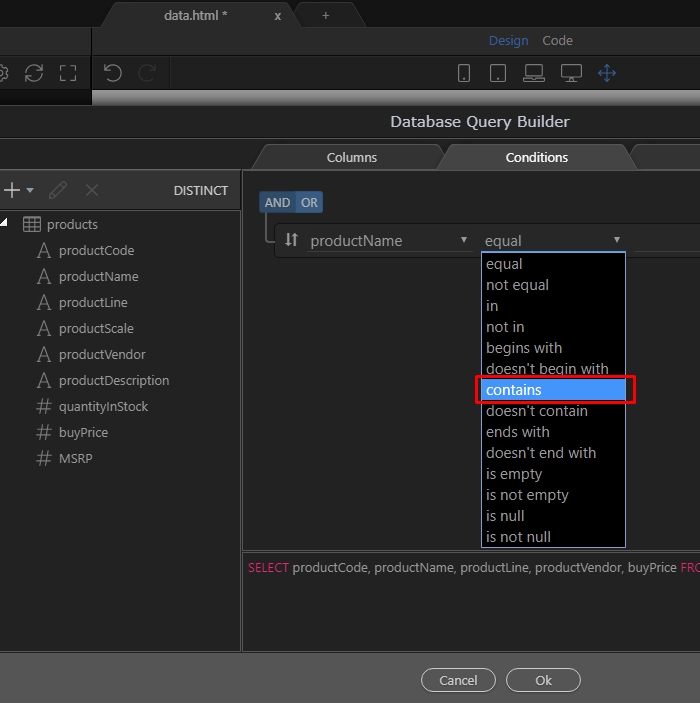 data.html * x +
Design Code
Database Query Builder
Columns Conditions
DISTINCT
products
productCode
productName
productLine
productScale
productVendor
productDescription
quantityInStock
buyPrice
MSRP
AND OR
productName equal
equal
not equal
in
not in
begins with
doesn't begin with
contains
doesn't contain
ends with
doesn't end with
is empty
is not empty
is null
is not null
SELECT productCode, productName, productLine, productVendor, buyPrice FRO
Cancel Ok